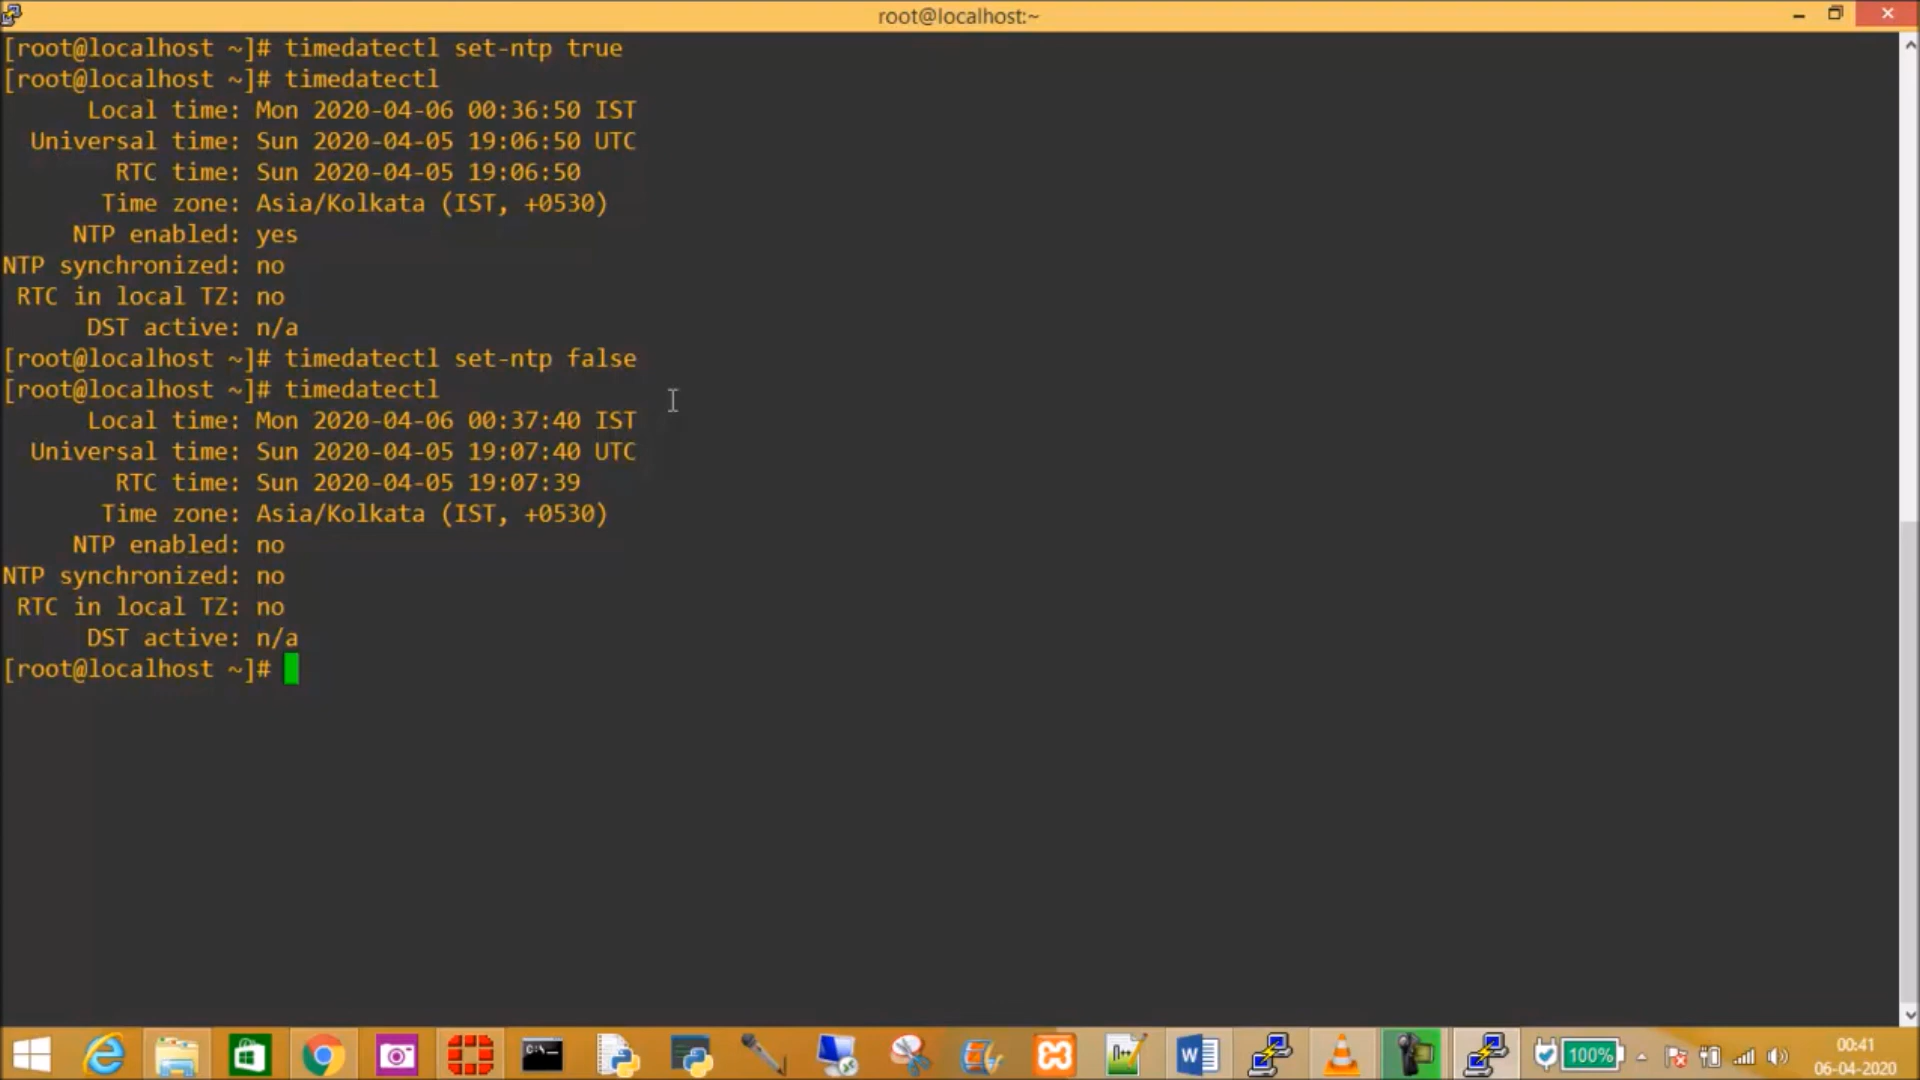 root@localhost:~
[root@localhost ~]# timedatectl set-ntp true
[root@localhost ~]# timedatectl
      Local time: Mon 2020-04-06 00:36:50 IST
  Universal time: Sun 2020-04-05 19:06:50 UTC
        RTC time: Sun 2020-04-05 19:06:50
       Time zone: Asia/Kolkata (IST, +0530)
     NTP enabled: yes
NTP synchronized: no
 RTC in local TZ: no
      DST active: n/a
[root@localhost ~]# timedatectl set-ntp false
[root@localhost ~]# timedatectl
      Local time: Mon 2020-04-06 00:37:40 IST
  Universal time: Sun 2020-04-05 19:07:40 UTC
        RTC time: Sun 2020-04-05 19:07:39
       Time zone: Asia/Kolkata (IST, +0530)
     NTP enabled: no
NTP synchronized: no
 RTC in local TZ: no
      DST active: n/a
[root@localhost ~]#
100%
00:41
06-04-2020